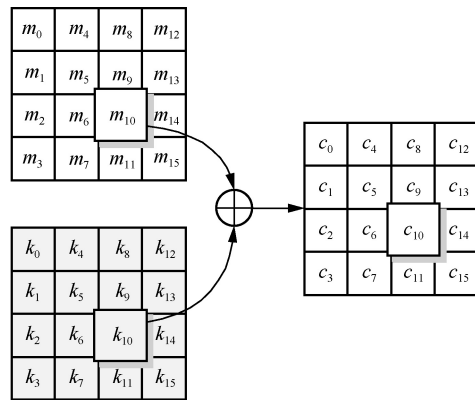 m₀ m₄ m₈ m₁₂
m₁ m₅ m₉ m₁₃
m₂ m₆ m₁₀ m₁₄
m₃ m₇ m₁₁ m₁₅
c₀ c₄ c₈ c₁₂
c₁ c₅ c₉ c₁₃
c₂ c₆ c₁₀ c₁₄
c₃ c₇ c₁₁ c₁₅
k₀ k₄ k₈ k₁₂
k₁ k₅ k₉ k₁₃
k₂ k₆ k₁₀ k₁₄
k₃ k₇ k₁₁ k₁₅